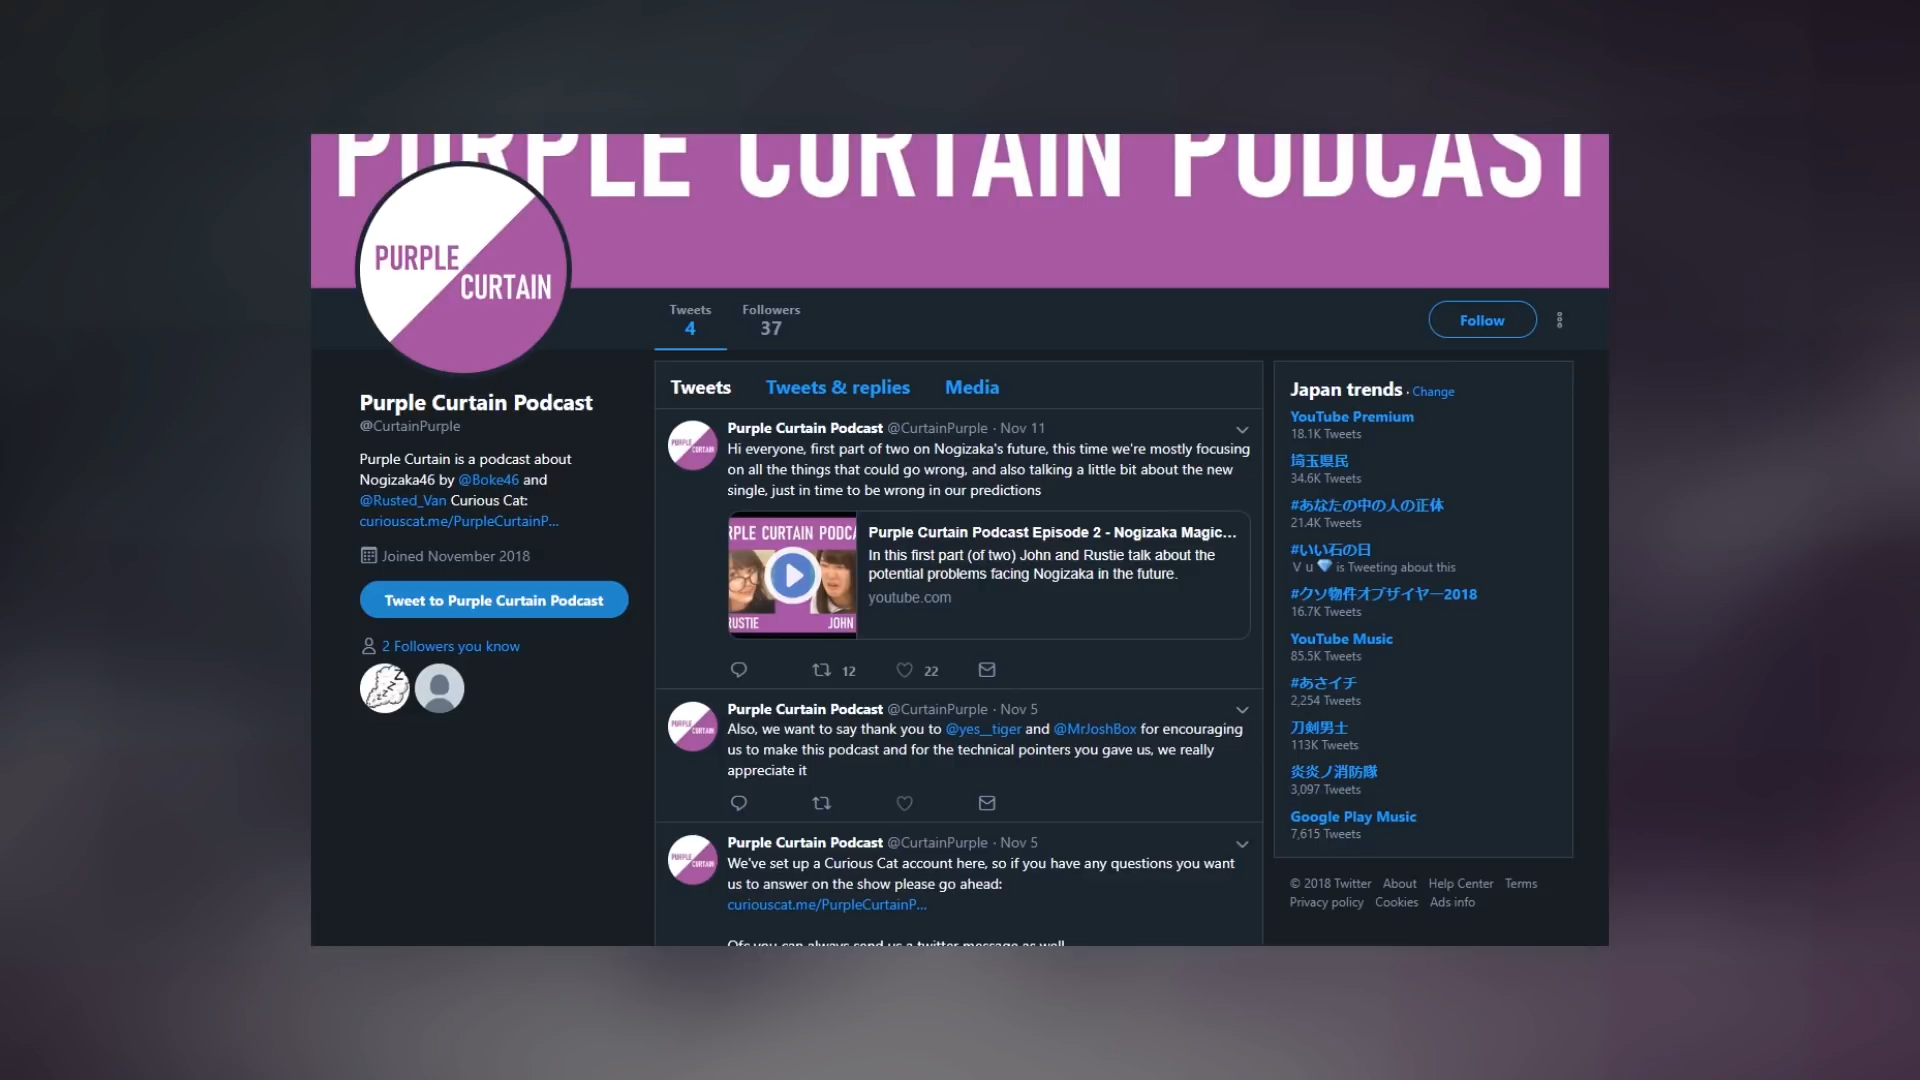 PURPLE CURTAIN PODCAST
PURPLE
CURTAIN
Tweets
4
Followers
37
Follow
Purple Curtain Podcast
@CurtainPurple
Purple Curtain is a podcast about
Nogizaka46 by @Boke46 and
@Rusted_Van Curious Cat:
curiouscat.me/PurpleCurtainP...
Joined November 2018
Tweet to Purple Curtain Podcast
2 Followers you know
Tweets Tweets & replies Media
Purple Curtain Podcast @CurtainPurple · Nov 11
Hi everyone, first part of two on Nogizaka's future, this time we're mostly focusing
on all the things that could go wrong, and also talking a little bit about the new
single, just in time to be wrong in our predictions
RPLE CURTAIN PODCA
RUSTIE JOHN
Purple Curtain Podcast Episode 2 - Nogizaka Magic...
In this first part (of two) John and Rustie talk about the
potential problems facing Nogizaka in the future.
youtube.com
12 22
Purple Curtain Podcast @CurtainPurple · Nov 5
Also, we want to say thank you to @yes__tiger and @MrJoshBox for encouraging
us to make this podcast and for the technical pointers you gave us, we really
appreciate it
Purple Curtain Podcast @CurtainPurple · Nov 5
We've set up a Curious Cat account here, so if you have any questions you want
us to answer on the show please go ahead:
curiouscat.me/PurpleCurtainP...
Ofc you can always send us a twitter message as well
Japan trends · Change
YouTube Premium
18.1K Tweets
埼玉県民
34.6K Tweets
#あなたの中の人の正体
21.4K Tweets
#いい石の日
V u 💎 is Tweeting about this
#クソ物件オブザイヤー2018
16.7K Tweets
YouTube Music
85.5K Tweets
#あさイチ
2,254 Tweets
刀剣男士
113K Tweets
炎炎ノ消防隊
3,097 Tweets
Google Play Music
7,615 Tweets
© 2018 Twitter About Help Center Terms
Privacy policy Cookies Ads info